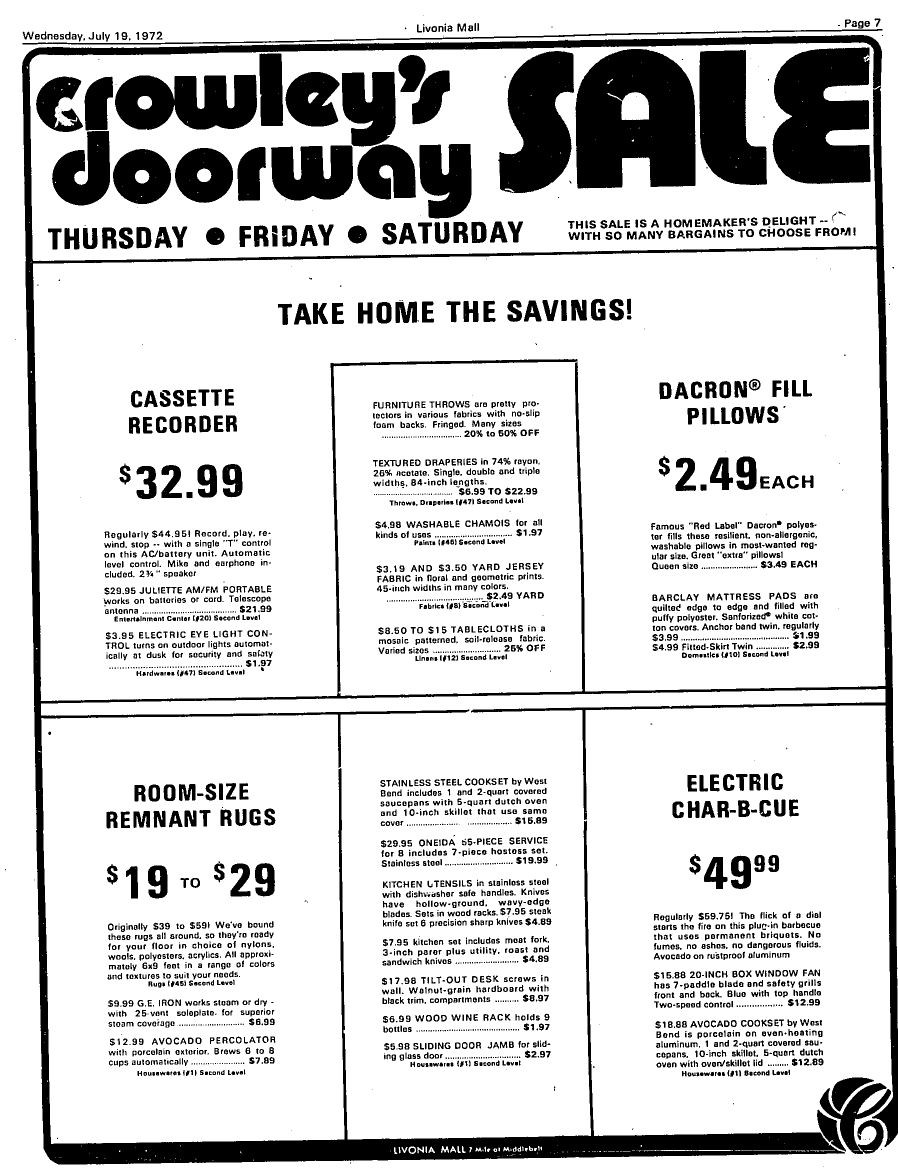 Wednesday, July 19, 1972
Livonia Mall
Page 7
crowley's
doorway
SALE
THURSDAY ● FRIDAY ● SATURDAY
THIS SALE IS A HOMEMAKER'S DELIGHT --
WITH SO MANY BARGAINS TO CHOOSE FROM!
TAKE HOME THE SAVINGS!
CASSETTE
RECORDER
$32.99
Regularly $44.95! Record, play, re-
wind, stop -- with a single "T" control
on this AC/battery unit. Automatic
level control. Mike and earphone in-
cluded. 2¾" speaker
$29.95 JULIETTE AM/FM PORTABLE
works on batteries or cord. Telescope
antenna ..................................... $21.99
Entertainment Center (#20) Second Level
$3.95 ELECTRIC EYE LIGHT CON-
TROL turns on outdoor lights automat-
ically at dusk for security and safaty
..................................................... $1.97
Hardwares (#47) Second Level
FURNITURE THROWS are pretty pro-
tectors in various fabrics with no-slip
foam backs. Fringed. Many sizes
............................... 20% to 50% OFF
TEXTURED DRAPERIES in 74% rayon,
26% acetate. Single, double and triple
widths, 84-inch lengths.
............................... $6.99 TO $22.99
Throws, Draperies (#47) Second Level
$4.98 WASHABLE CHAMOIS for all
kinds of uses .............................. $1.97
Paints (#46) Second Level
$3.19 AND $3.50 YARD JERSEY
FABRIC in floral and geometric prints.
45-inch widths in many colors.
..................................... $2.49 YARD
Fabrics (#8) Second Level
$8.50 TO $15 TABLECLOTHS in a
mosaic patterned, soil-release fabric.
Varied sizes .......................... 25% OFF
Linens (#12) Second Level
DACRON® FILL
PILLOWS
$2.49 EACH
Famous "Red Label" Dacron® polyes-
ter fills these resilient, non-allergenic,
washable pillows in most-wanted reg-
ular size. Great "extra" pillows!
Queen size ...................... $3.49 EACH
BARCLAY MATTRESS PADS are
quilted edge to edge and filled with
puffy polyester. Sanforized® white cot-
ton covers. Anchor band twin, regularly
$3.99 .......................................... $1.99
$4.99 Fitted-Skirt Twin ............. $2.99
Domestics (#10) Second Level
ROOM-SIZE
REMNANT RUGS
$19 TO $29
Originally $39 to $59! We've bound
these rugs all around, so they're ready
for your floor in choice of nylons,
wools, polyesters, acrylics. All approxi-
mately 6x9 feet in a range of colors
and textures to suit your needs.
Rugs (#45) Second Level
$9.99 G.E. IRON works steam or dry -
with 25-vent soleplate for superior
steam coverage .......................... $6.99
$12.99 AVOCADO PERCOLATOR
with porcelain exterior. Brews 6 to 8
cups automatically ..................... $7.89
Housewares (#1) Second Level
STAINLESS STEEL COOKSET by West
Bend includes 1 and 2-quart covered
saucepans with 5-quart dutch oven
and 10-inch skillet that use same
cover ........................................ $15.89
$29.95 ONEIDA 55-PIECE SERVICE
for 8 includes 7-piece hostess set.
Stainless steel ........................... $19.99
KITCHEN UTENSILS in stainless steel
with dishwasher safe handles. Knives
have hollow-ground, wavy-edge
blades. Sets in wood racks. $7.95 steak
knife set 6 precision sharp knives $4.89
$7.95 kitchen set includes meat fork,
3-inch parer plus utility, roast and
sandwich knives ......................... $4.89
$17.98 TILT-OUT DESK screws in
wall. Walnut-grain hardboard with
black trim, compartments ......... $8.97
$6.99 WOOD WINE RACK holds 9
bottles ........................................ $1.97
$5.98 SLIDING DOOR JAMB for slid-
ing glass door ............................. $2.97
Housewares (#1) Second Level
ELECTRIC
CHAR-B-CUE
$49⁹⁹
Regularly $59.75! The flick of a dial
starts the fire on this plug-in barbecue
that uses permanent briquets. No
fumes, no ashes, no dangerous fluids.
Avocado on rustproof aluminum
$15.88 20-INCH BOX WINDOW FAN
has 7-paddle blade and safety grills
front and back. Blue with top handle
Two-speed control .................. $12.99
$18.88 AVOCADO COOKSET by West
Bend is porcelain on even-heating
aluminum. 1 and 2-quart covered sau-
cepans, 10-inch skillet, 5-quart dutch
oven with oven/skillet lid ........ $12.89
Housewares (#1) Second Level
LIVONIA MALL 7 Mile at Middlebelt